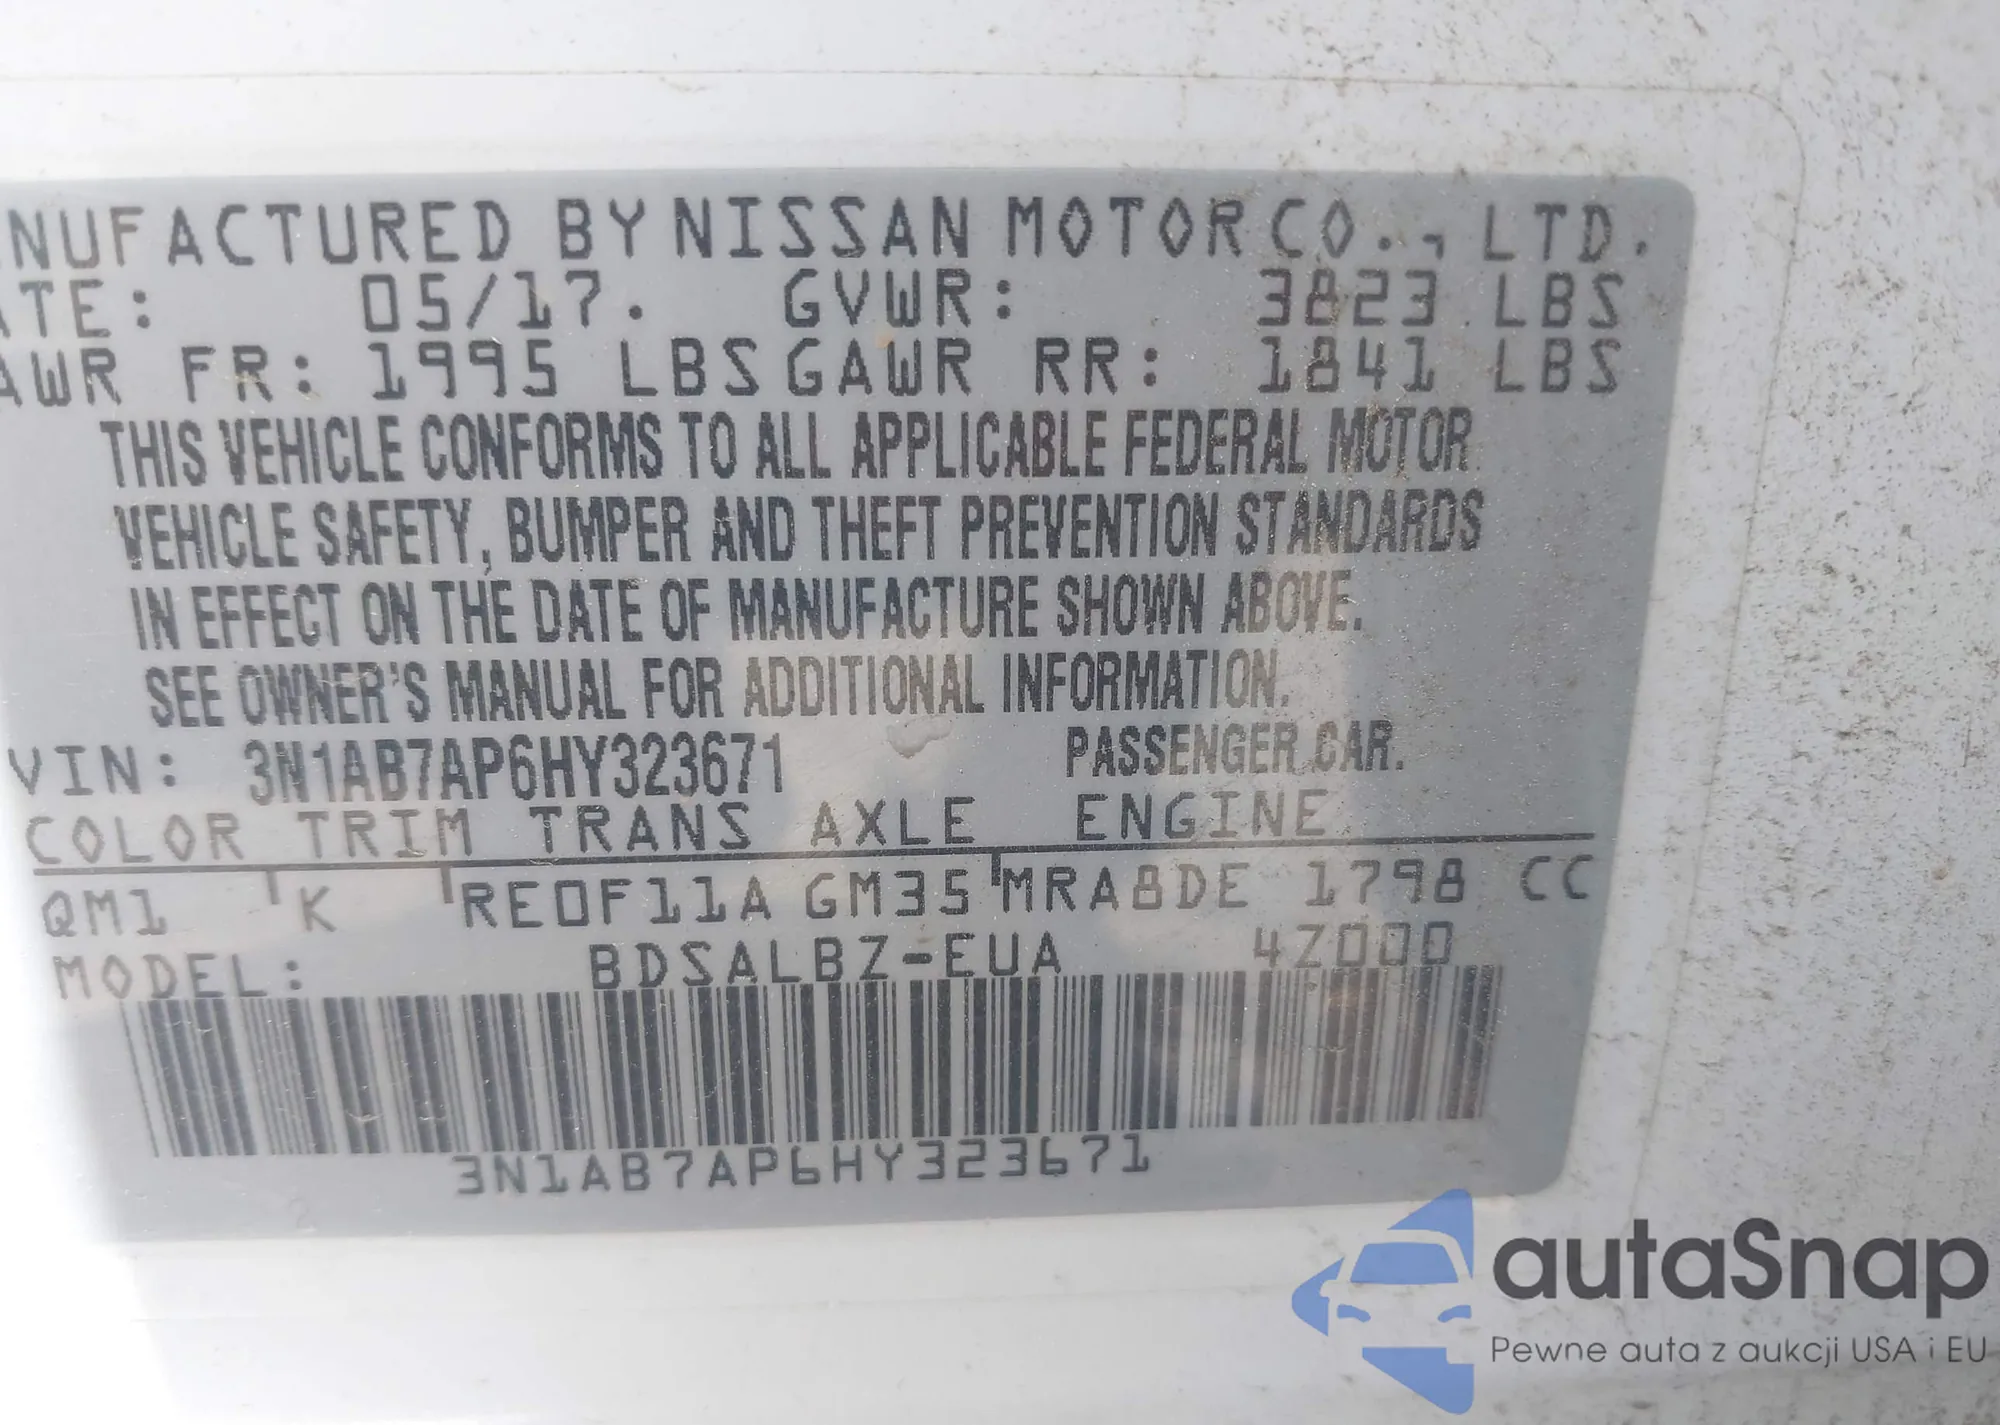 NUFACTURED BY NISSAN MOTOR CO., LTD.
ATE: 05/17. GVWR: 3823 LBS
AWR FR: 1995 LBS GAWR RR: 1841 LBS
THIS VEHICLE CONFORMS TO ALL APPLICABLE FEDERAL MOTOR
VEHICLE SAFETY, BUMPER AND THEFT PREVENTION STANDARDS
IN EFFECT ON THE DATE OF MANUFACTURE SHOWN ABOVE.
SEE OWNER'S MANUAL FOR ADDITIONAL INFORMATION.
VIN: 3N1AB7AP6HY323671 PASSENGER CAR.
COLOR TRIM TRANS AXLE ENGINE
QM1 K RE0F11A GM35 MRA8DE 1798 CC
MODEL: BDSALBZ-EUA 4Z000
3N1AB7AP6HY323671
autaSnap
Pewne auta z aukcji USA i EU